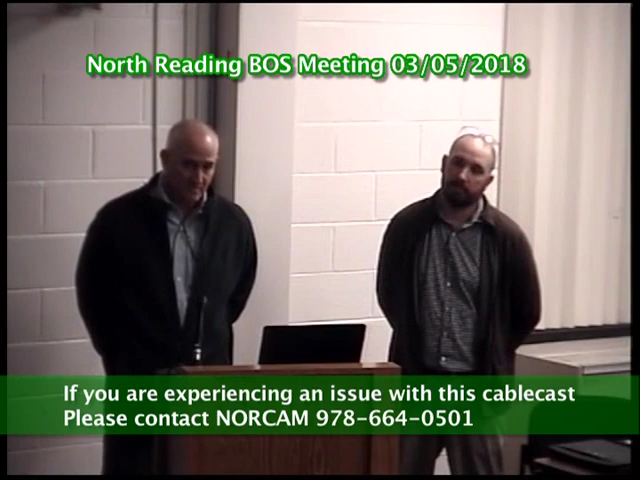 North Reading BOS Meeting 03/05/2018
If you are experiencing an issue with this cablecast
Please contact NORCAM 978-664-0501